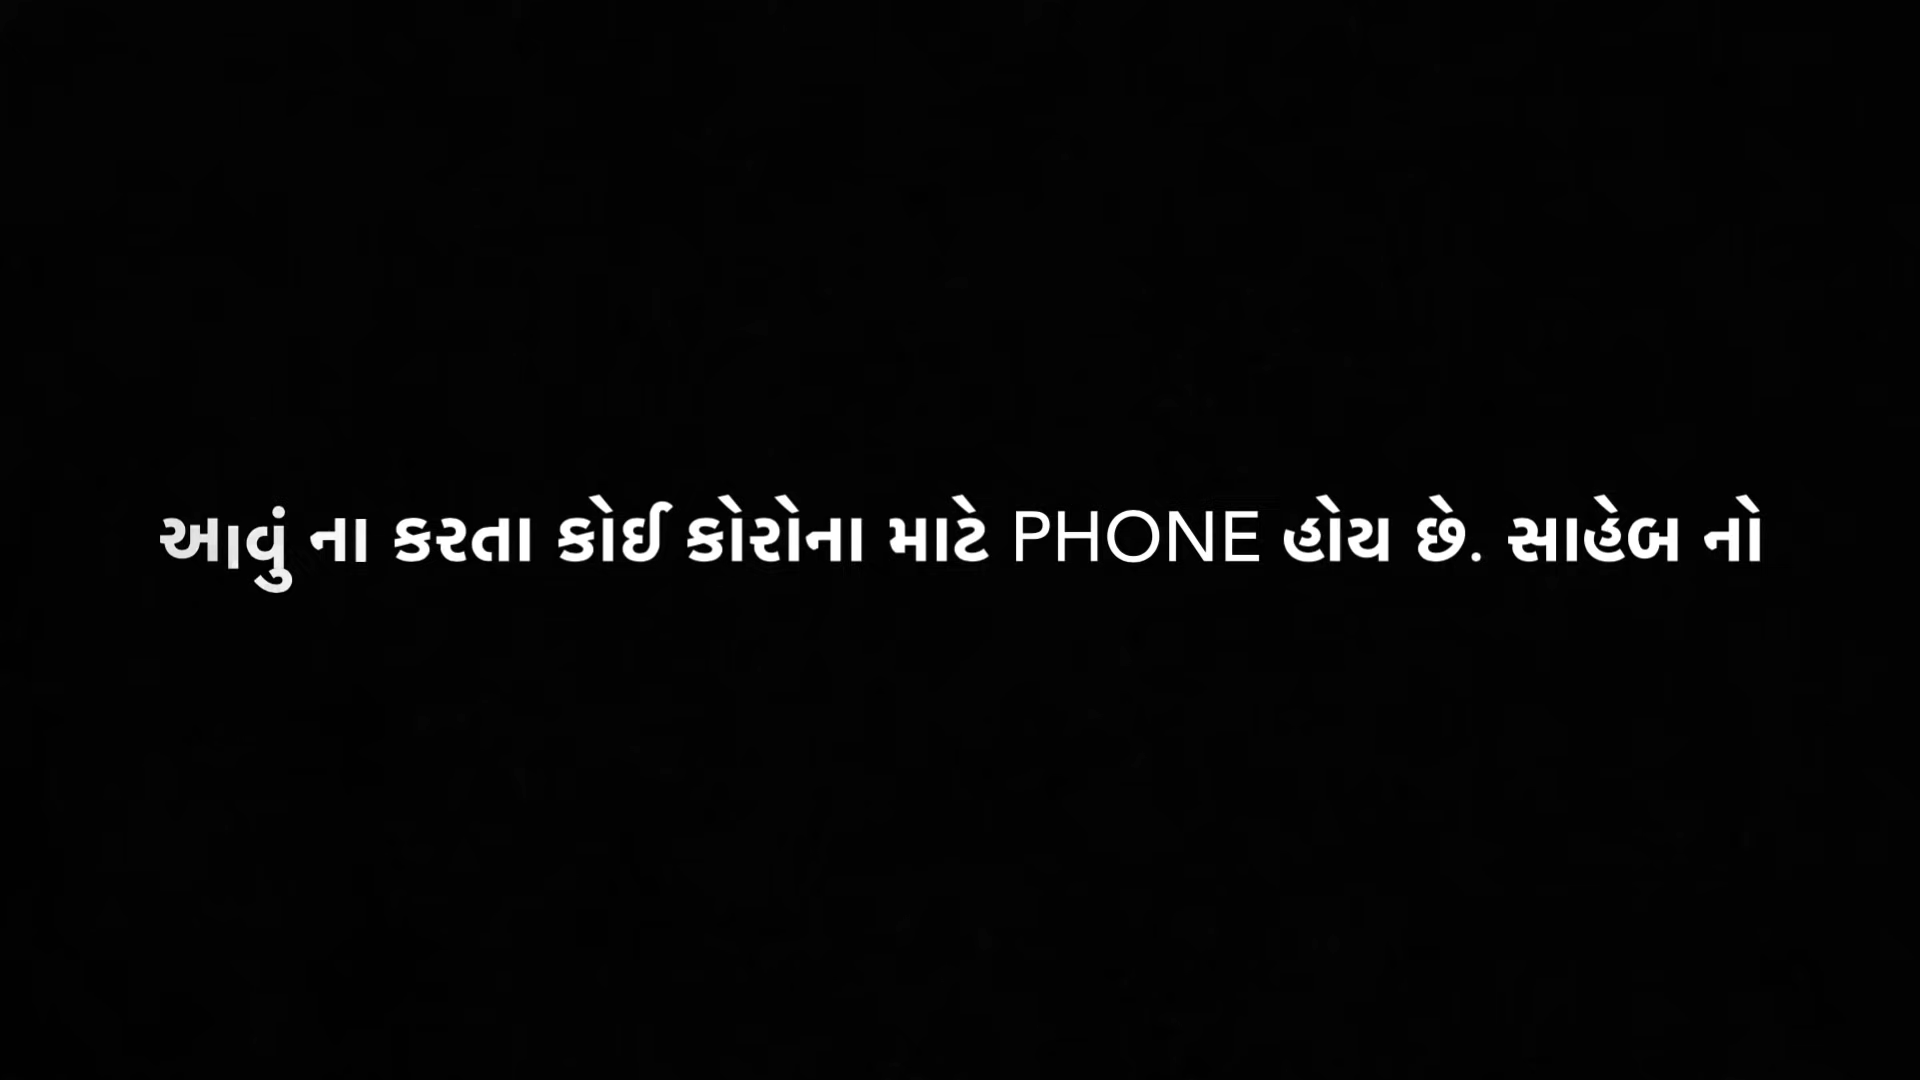 આવું ના કરતા કોઈ કોરોના માટે PHONE હોય છે. સાહેબ નો